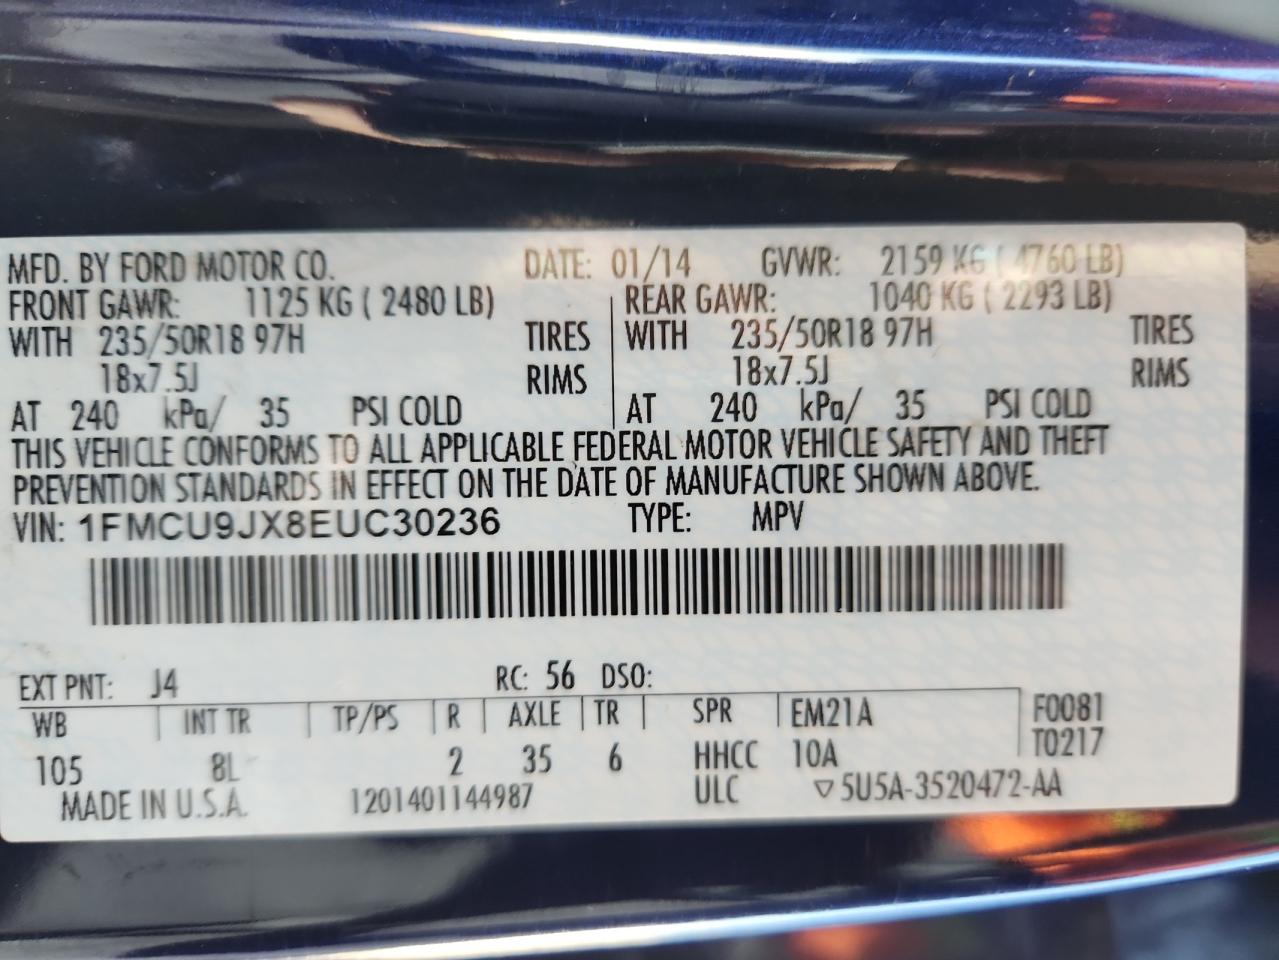 MFD. BY FORD MOTOR CO. DATE: 01/14 GVWR: 2159 KG ( 4760 LB)
FRONT GAWR: 1125 KG ( 2480 LB) REAR GAWR: 1040 KG ( 2293 LB)
WITH 235/50R18 97H TIRES WITH 235/50R18 97H TIRES
18x7.5J RIMS 18x7.5J RIMS
AT 240 kPa/ 35 PSI COLD AT 240 kPa/ 35 PSI COLD
THIS VEHICLE CONFORMS TO ALL APPLICABLE FEDERAL MOTOR VEHICLE SAFETY AND THEFT
PREVENTION STANDARDS IN EFFECT ON THE DATE OF MANUFACTURE SHOWN ABOVE.
VIN: 1FMCU9JX8EUC30236 TYPE: MPV
EXT PNT: J4 RC: 56 DSO:
WB INT TR TP/PS R AXLE TR SPR EM21A F0081
105 8L 2 35 6 HHCC 10A T0217
MADE IN U.S.A. 1201401144987 ULC ▽5U5A-3520472-AA